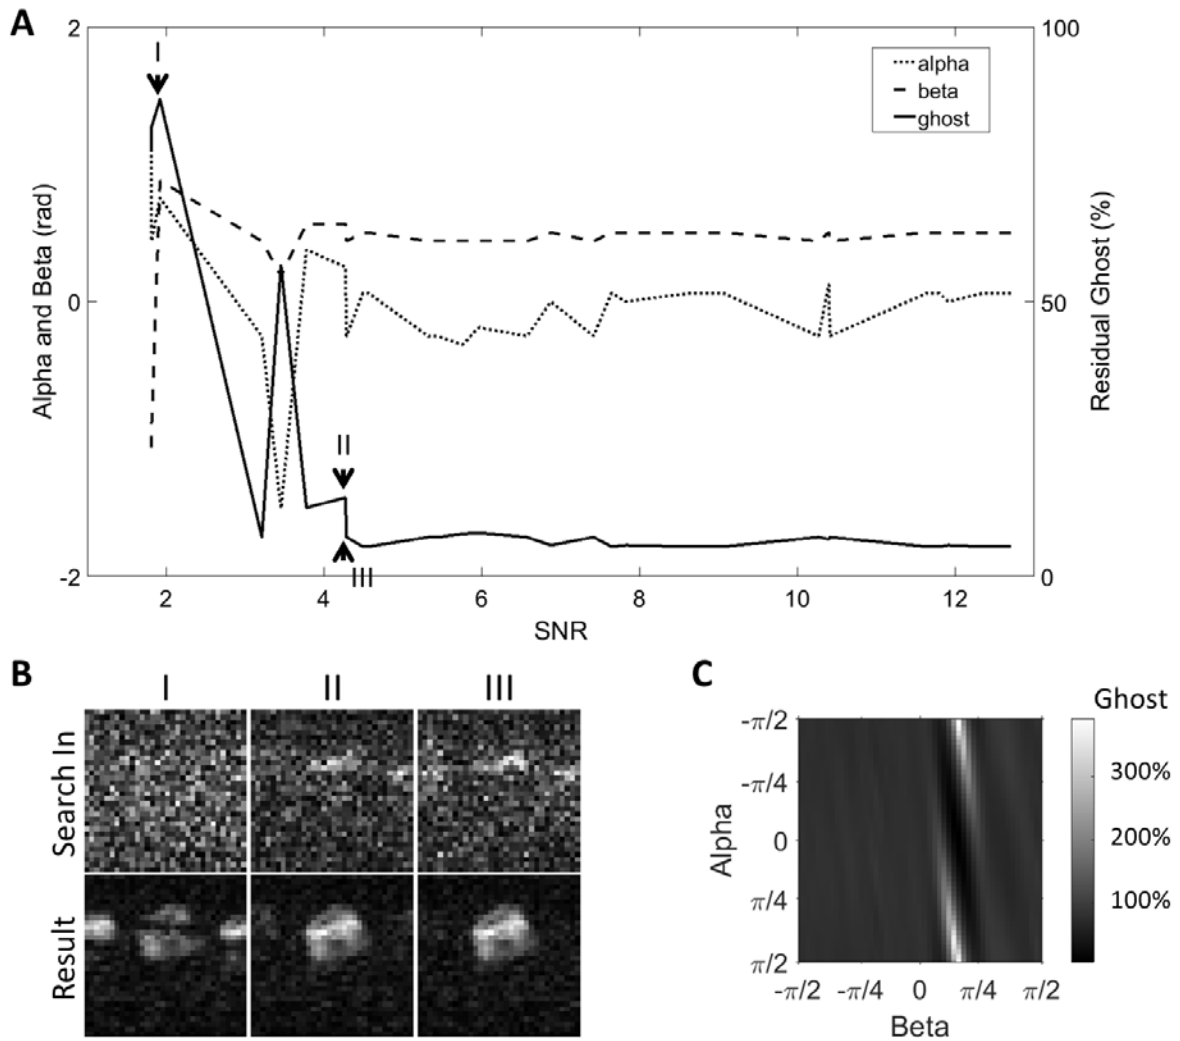 A
2
0
-2
Alpha and Beta (rad)
100
50
0
Residual Ghost (%)
I
II
III
alpha
beta
ghost
2 4 6 8 10 12
SNR
B
I II III
Search In
Result
C
Ghost
-π/2
-π/4
0
π/4
π/2
Alpha
300%
200%
100%
-π/2 -π/4 0 π/4 π/2
Beta